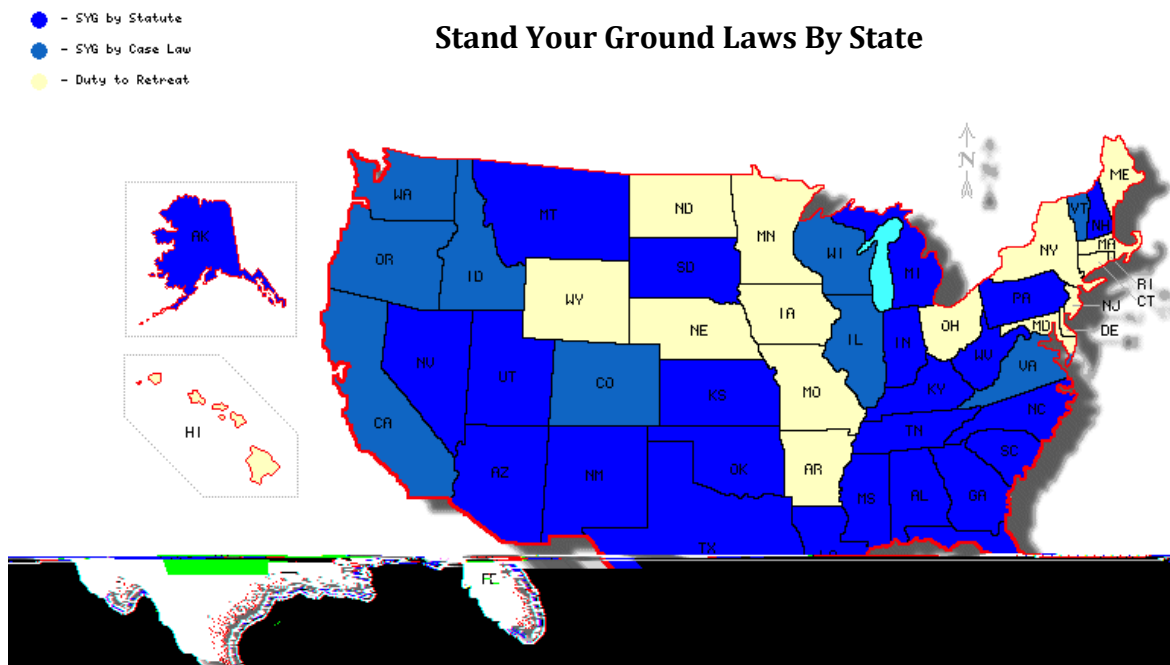 - SYG by Statute
- SYG by Case Law
- Duty to Retreat
Stand Your Ground Laws By State
N
ME
WA
MT
ND
MN
VT
NH
AK
OR
ID
SD
WI
MI
NY
MA
WY
IA
RI
CT
NE
OH
PA
NJ
NV
UT
CO
IL
IN
MD
DE
WV
VA
KS
MO
KY
CA
HI
NC
TN
AZ
NM
OK
AR
SC
MS
AL
GA
TX
LA